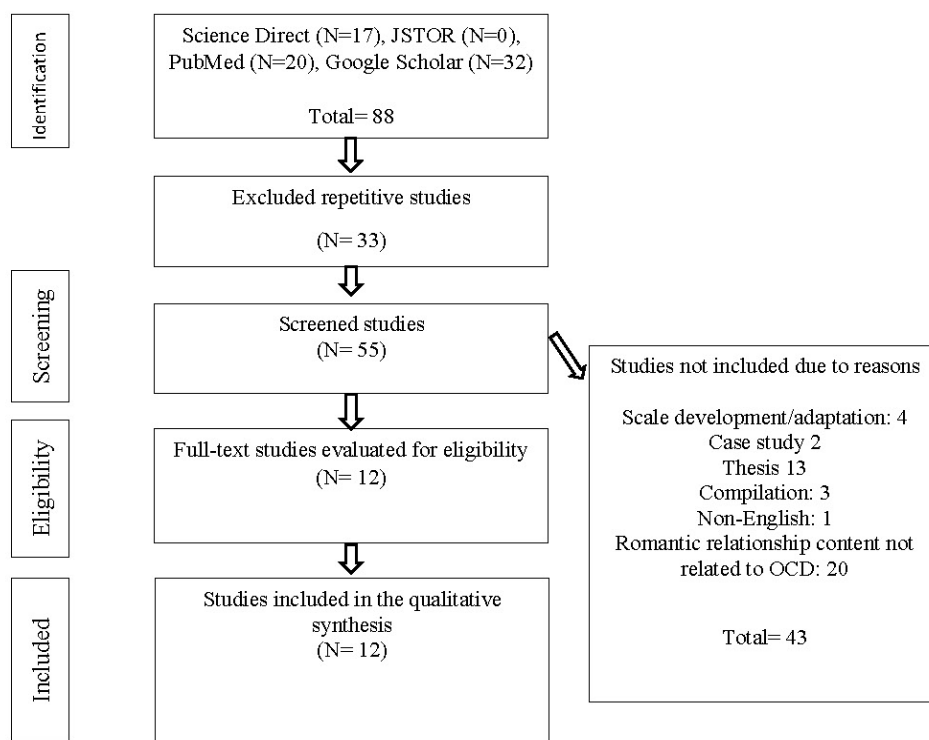 Identification
Science Direct (N=17), JSTOR (N=0),
PubMed (N=20), Google Scholar (N=32)
Total= 88
Excluded repetitive studies
(N= 33)
Screening
Screened studies
(N= 55)
Studies not included due to reasons
Scale development/adaptation: 4
Case study 2
Thesis 13
Compilation: 3
Non-English: 1
Romantic relationship content not
related to OCD: 20
Total= 43
Eligibility
Full-text studies evaluated for eligibility
(N= 12)
Included
Studies included in the qualitative
synthesis
(N= 12)